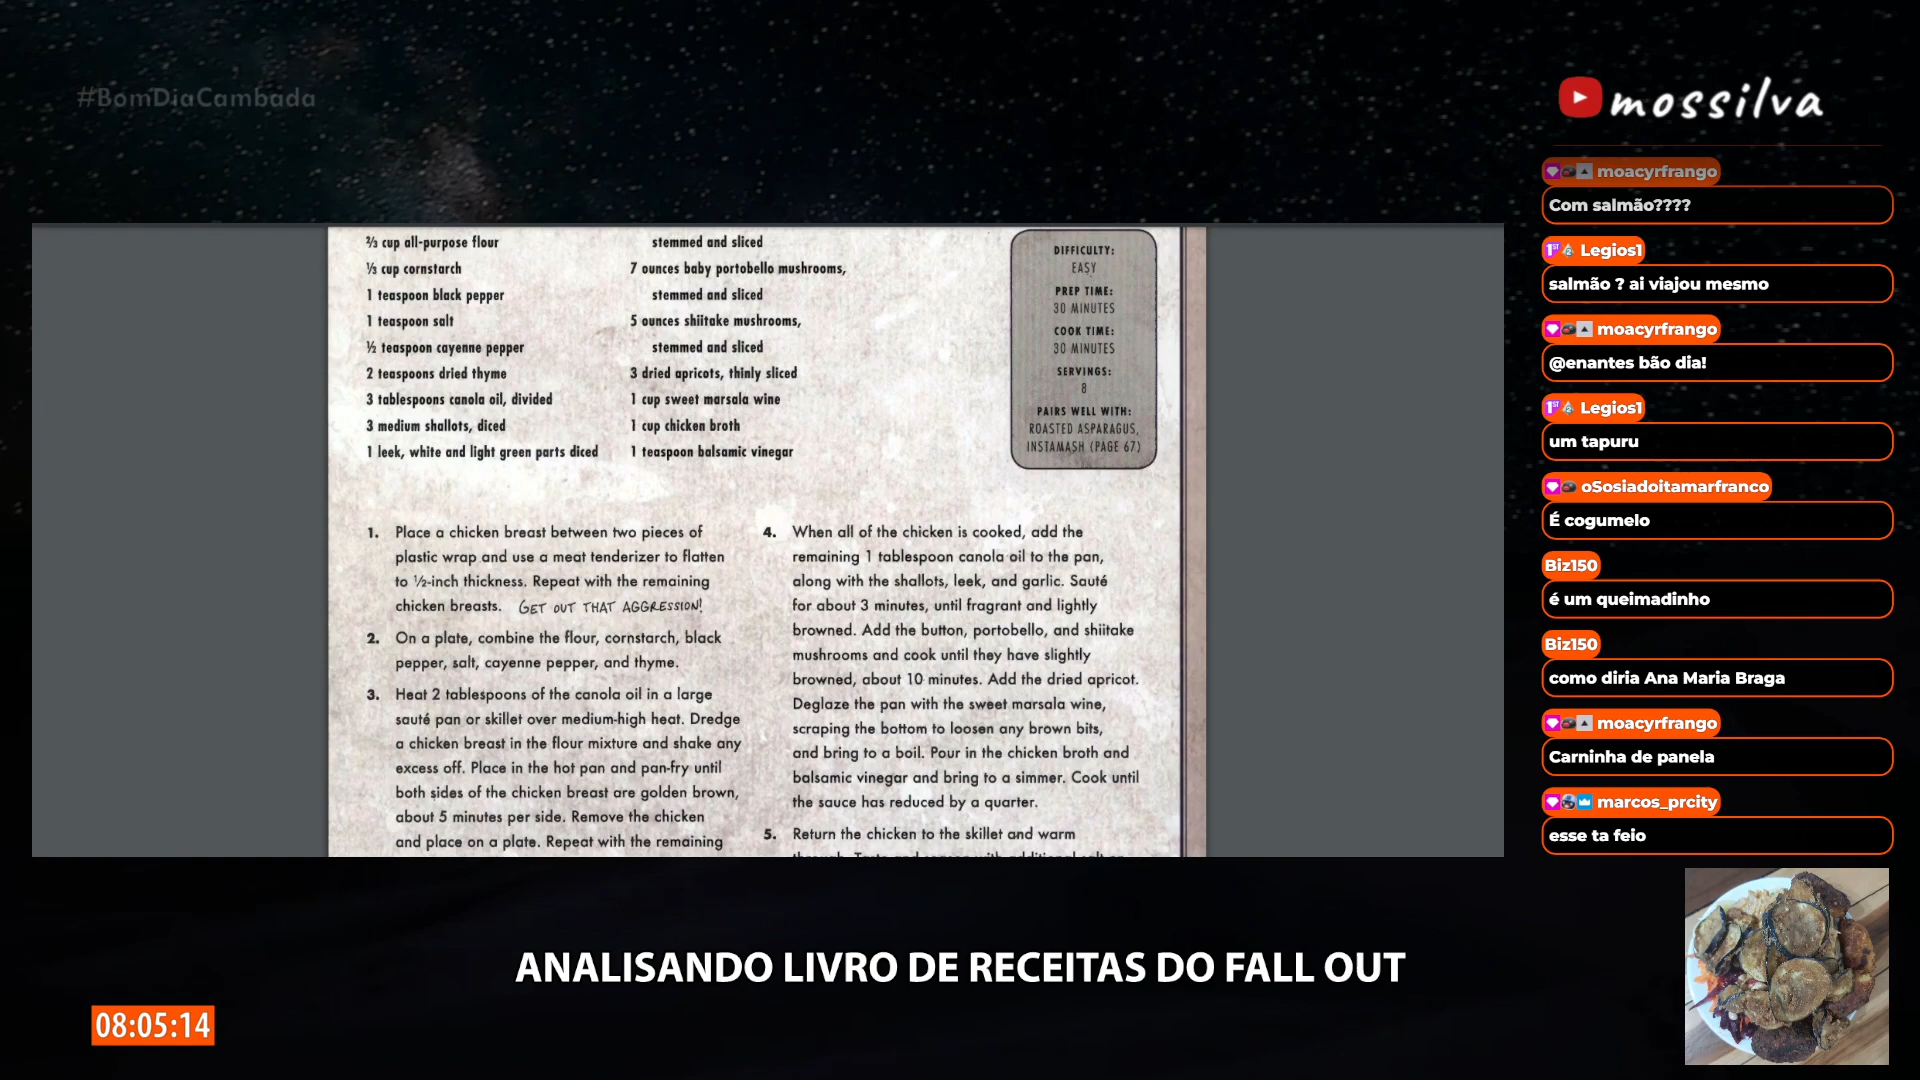 #BomDiaCambada
mossilva
⅔ cup all-purpose flour
⅓ cup cornstarch
1 teaspoon black pepper
1 teaspoon salt
½ teaspoon cayenne pepper
2 teaspoons dried thyme
3 tablespoons canola oil, divided
3 medium shallots, diced
1 leek, white and light green parts diced
stemmed and sliced
7 ounces baby portobello mushrooms,
stemmed and sliced
5 ounces shiitake mushrooms,
stemmed and sliced
3 dried apricots, thinly sliced
1 cup sweet marsala wine
1 cup chicken broth
1 teaspoon balsamic vinegar
DIFFICULTY:
EASY
PREP TIME:
30 MINUTES
COOK TIME:
30 MINUTES
SERVINGS:
8
PAIRS WELL WITH:
ROASTED ASPARAGUS,
INSTAMASH (PAGE 67)
1. Place a chicken breast between two pieces of
plastic wrap and use a meat tenderizer to flatten
to ½-inch thickness. Repeat with the remaining
chicken breasts. GET OUT THAT AGGRESSION!
2. On a plate, combine the flour, cornstarch, black
pepper, salt, cayenne pepper, and thyme.
3. Heat 2 tablespoons of the canola oil in a large
sauté pan or skillet over medium-high heat. Dredge
a chicken breast in the flour mixture and shake any
excess off. Place in the hot pan and pan-fry until
both sides of the chicken breast are golden brown,
about 5 minutes per side. Remove the chicken
and place on a plate. Repeat with the remaining
4. When all of the chicken is cooked, add the
remaining 1 tablespoon canola oil to the pan,
along with the shallots, leek, and garlic. Sauté
for about 3 minutes, until fragrant and lightly
browned. Add the button, portobello, and shiitake
mushrooms and cook until they have slightly
browned, about 10 minutes. Add the dried apricot.
Deglaze the pan with the sweet marsala wine,
scraping the bottom to loosen any brown bits,
and bring to a boil. Pour in the chicken broth and
balsamic vinegar and bring to a simmer. Cook until
the sauce has reduced by a quarter.
5. Return the chicken to the skillet and warm
moacyrfrango
Com salmão????
1ST Legios1
salmão ? ai viajou mesmo
moacyrfrango
@enantes bão dia!
1ST Legios1
um tapuru
oSosiadoitamarfranco
É cogumelo
Biz150
é um queimadinho
Biz150
como diria Ana Maria Braga
moacyrfrango
Carninha de panela
marcos_prcity
esse ta feio
ANALISANDO LIVRO DE RECEITAS DO FALL OUT
08:05:14